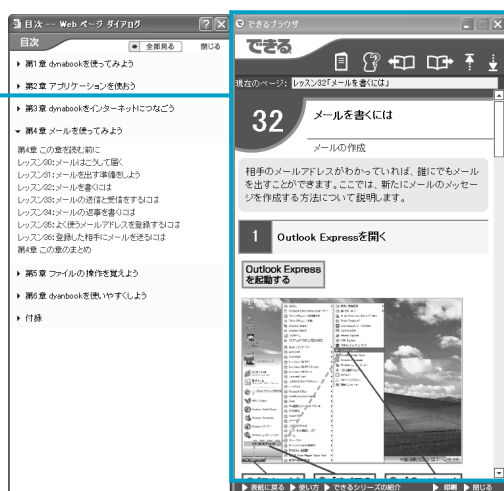 目次 -- Web ページ ダイアログ
目次
全部見る
閉じる
第1章 dynabookを使ってみよう
第2章 アプリケーションを使おう
第3章 dynabookをインターネットにつなごう
第4章 メールを使ってみよう
第4章 この章を読む前に
レッスン30:メールはこうして届く
レッスン31:メールを出す準備をしよう
レッスン32:メールを書くには
レッスン33:メールの送信と受信をするには
レッスン34:メールの返事を書くには
レッスン35:よく使うメールアドレスを登録するには
レッスン36:登録した相手にメールを送るには
第4章 この章のまとめ
第5章 ファイルの操作を覚えよう
第6章 dyanbookを使いやすくしよう
付録
できるブラウザ
できる
現在のページ: レッスン32「メールを書くには」
32
メールを書くには
メールの作成
相手のメールアドレスがわかっていれば、誰にでもメール
を出すことができます。ここでは、新たにメールのメッセー
ジを作成する方法について説明します。
1 Outlook Expressを開く
Outlook Express
を起動する
表紙に戻る
使い方
できるシリーズの紹介
印刷
閉じる